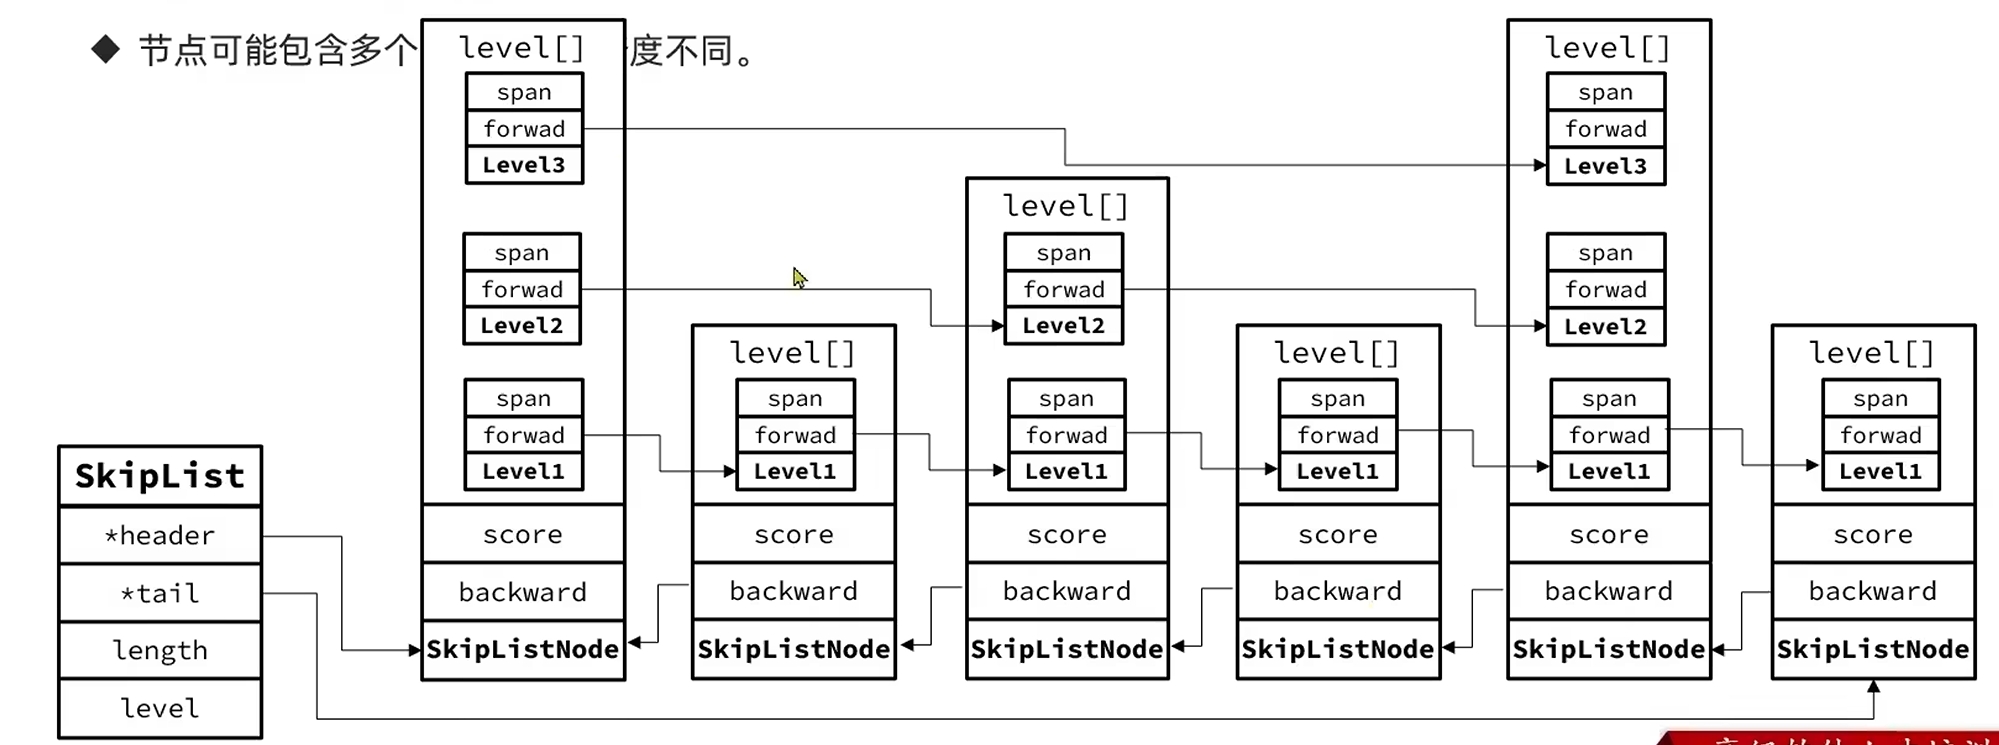 ◆ 节点可能包含多个 度不同。
level[]
span
forwad
Level3
span
forwad
Level2
span
forwad
Level1
score
backward
SkipListNode
level[]
span
forwad
Level1
score
backward
SkipListNode
level[]
span
forwad
Level2
span
forwad
Level1
score
backward
SkipListNode
level[]
span
forwad
Level1
score
backward
SkipListNode
level[]
span
forwad
Level3
span
forwad
Level2
span
forwad
Level1
score
backward
SkipListNode
level[]
span
forwad
Level1
score
backward
SkipListNode
SkipList
*header
*tail
length
level